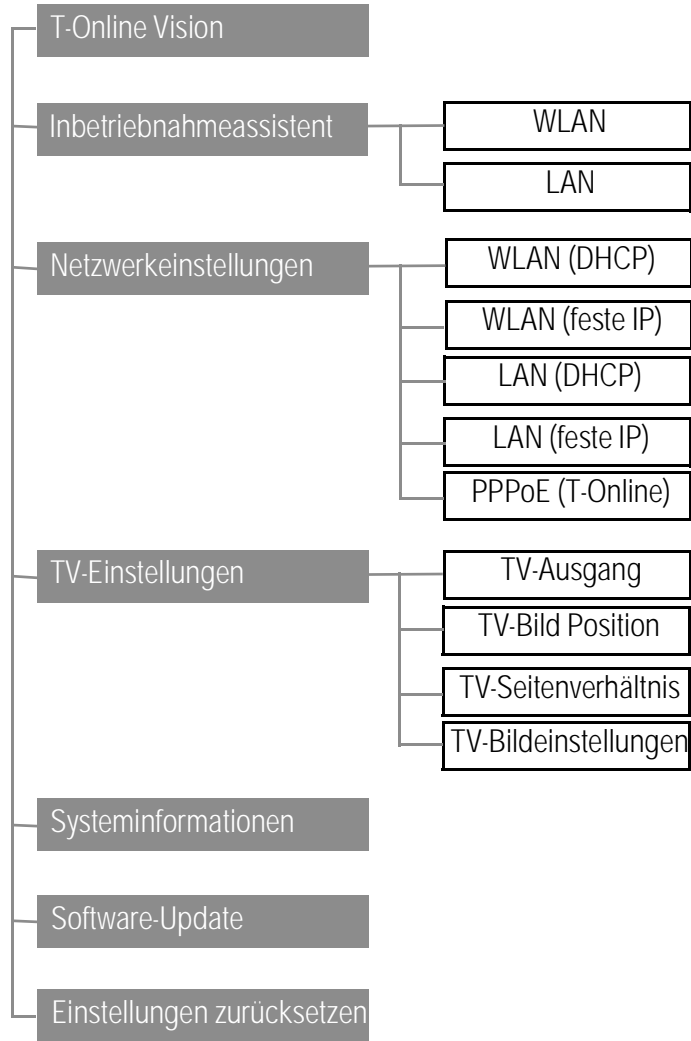 T-Online Vision
Inbetriebnahmeassistent
WLAN
LAN
Netzwerkeinstellungen
WLAN (DHCP)
WLAN (feste IP)
LAN (DHCP)
LAN (feste IP)
PPPoE (T-Online)
TV-Einstellungen
TV-Ausgang
TV-Bild Position
TV-Seitenverhältnis
TV-Bildeinstellungen
Systeminformationen
Software-Update
Einstellungen zurücksetzen